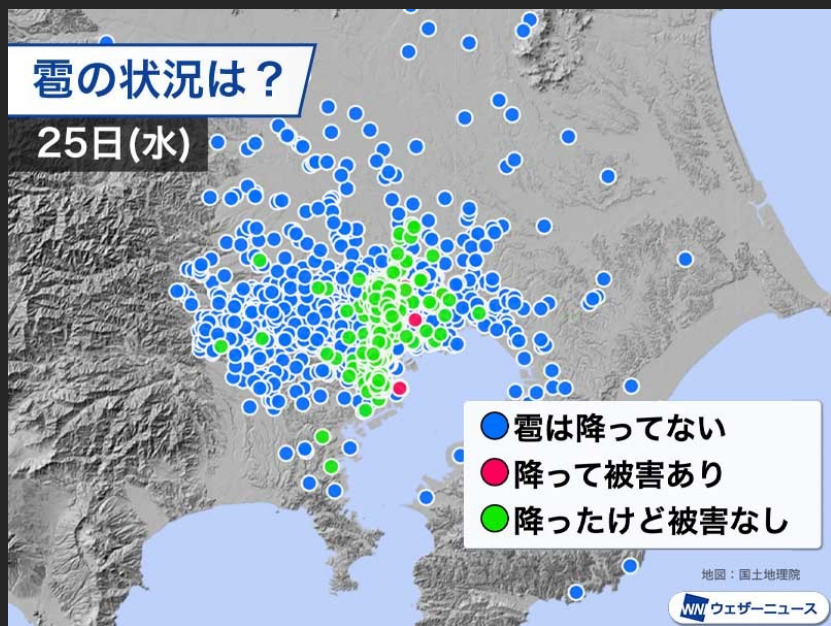 雹の状況は？
25日(水)
雹は降ってない
降って被害あり
降ったけど被害なし
地図：国土地理院
WNウェザーニュース